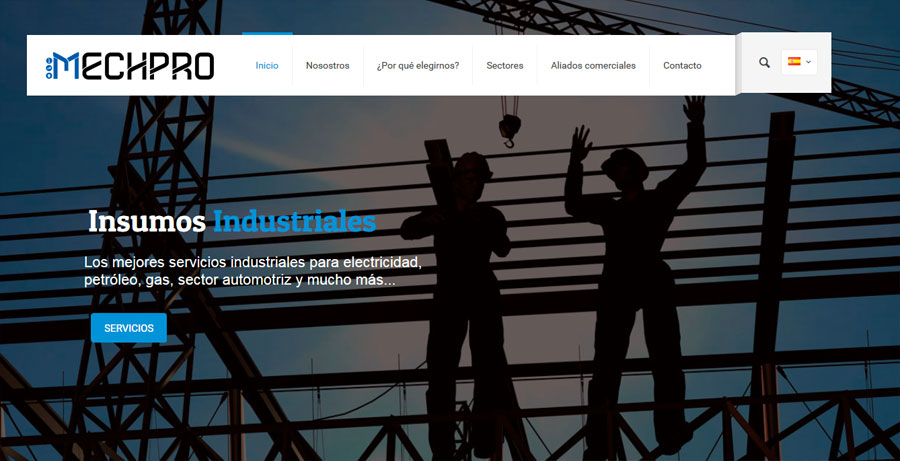 MECHPRO
Inicio Nosostros ¿Por qué elegirnos? Sectores Aliados comerciales Contacto
Insumos Industriales
Los mejores servicios industriales para electricidad,
petróleo, gas, sector automotriz y mucho más...
SERVICIOS